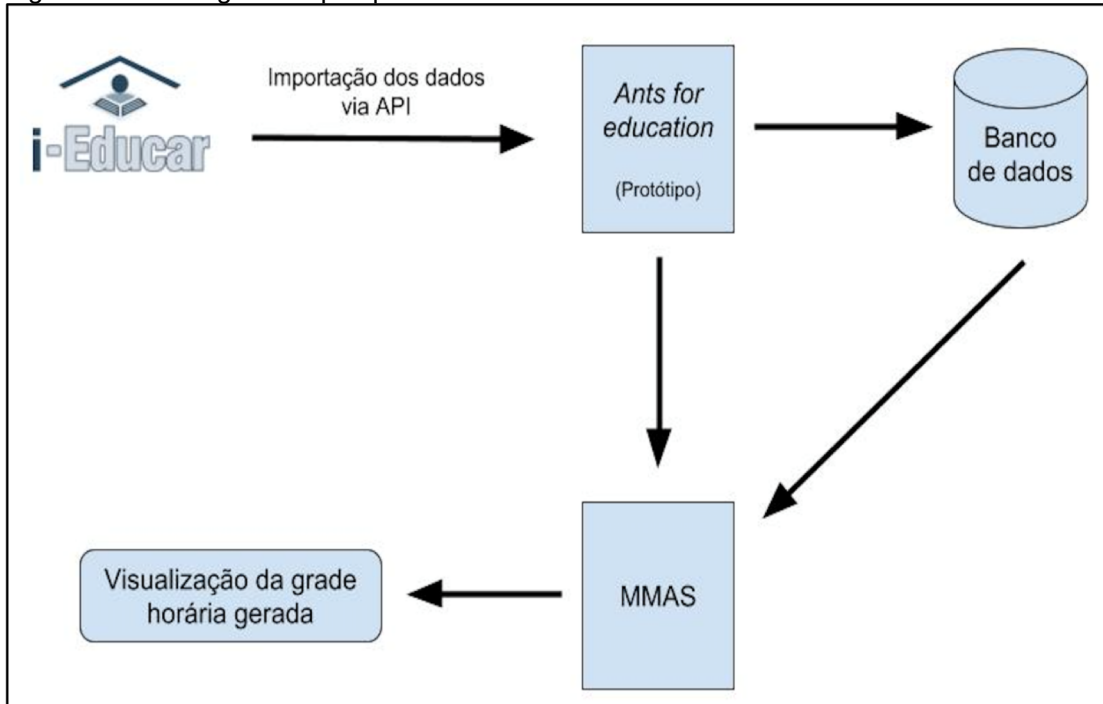 i-Educar
Importação dos dados
via API
Ants for
education
(Protótipo)
Banco
de dados
MMAS
Visualização da grade
horária gerada